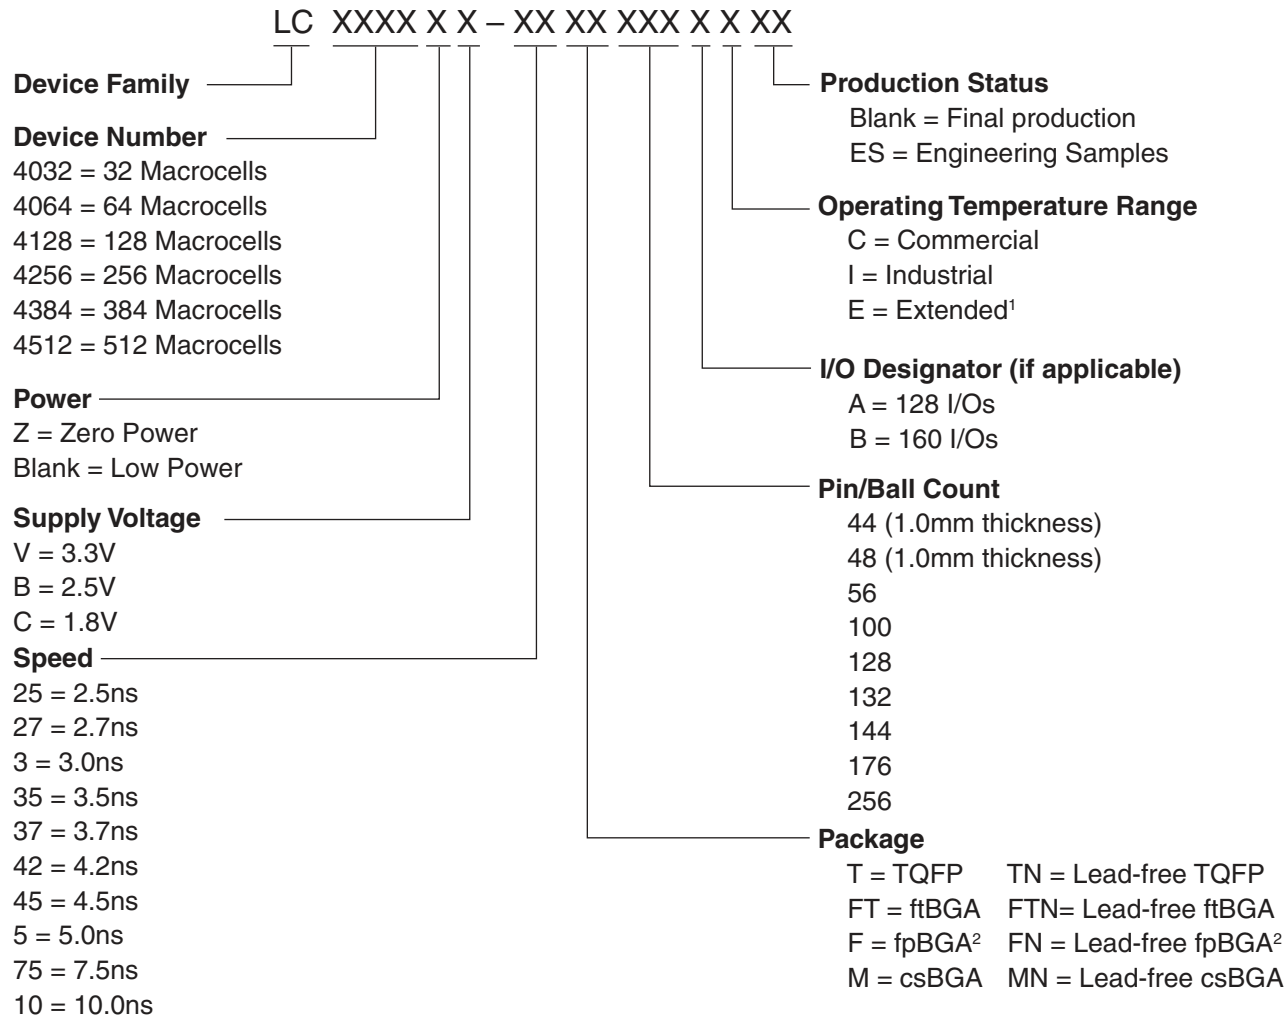 LC XXXX X X – XX XX XXX X X XX
Device Family
Device Number
4032 = 32 Macrocells
4064 = 64 Macrocells
4128 = 128 Macrocells
4256 = 256 Macrocells
4384 = 384 Macrocells
4512 = 512 Macrocells
Power
Z = Zero Power
Blank = Low Power
Supply Voltage
V = 3.3V
B = 2.5V
C = 1.8V
Speed
25 = 2.5ns
27 = 2.7ns
3 = 3.0ns
35 = 3.5ns
37 = 3.7ns
42 = 4.2ns
45 = 4.5ns
5 = 5.0ns
75 = 7.5ns
10 = 10.0ns
Production Status
Blank = Final production
ES = Engineering Samples
Operating Temperature Range
C = Commercial
I = Industrial
E = Extended¹
I/O Designator (if applicable)
A = 128 I/Os
B = 160 I/Os
Pin/Ball Count
44 (1.0mm thickness)
48 (1.0mm thickness)
56
100
128
132
144
176
256
Package
T = TQFP TN = Lead-free TQFP
FT = ftBGA FTN= Lead-free ftBGA
F = fpBGA² FN = Lead-free fpBGA²
M = csBGA MN = Lead-free csBGA